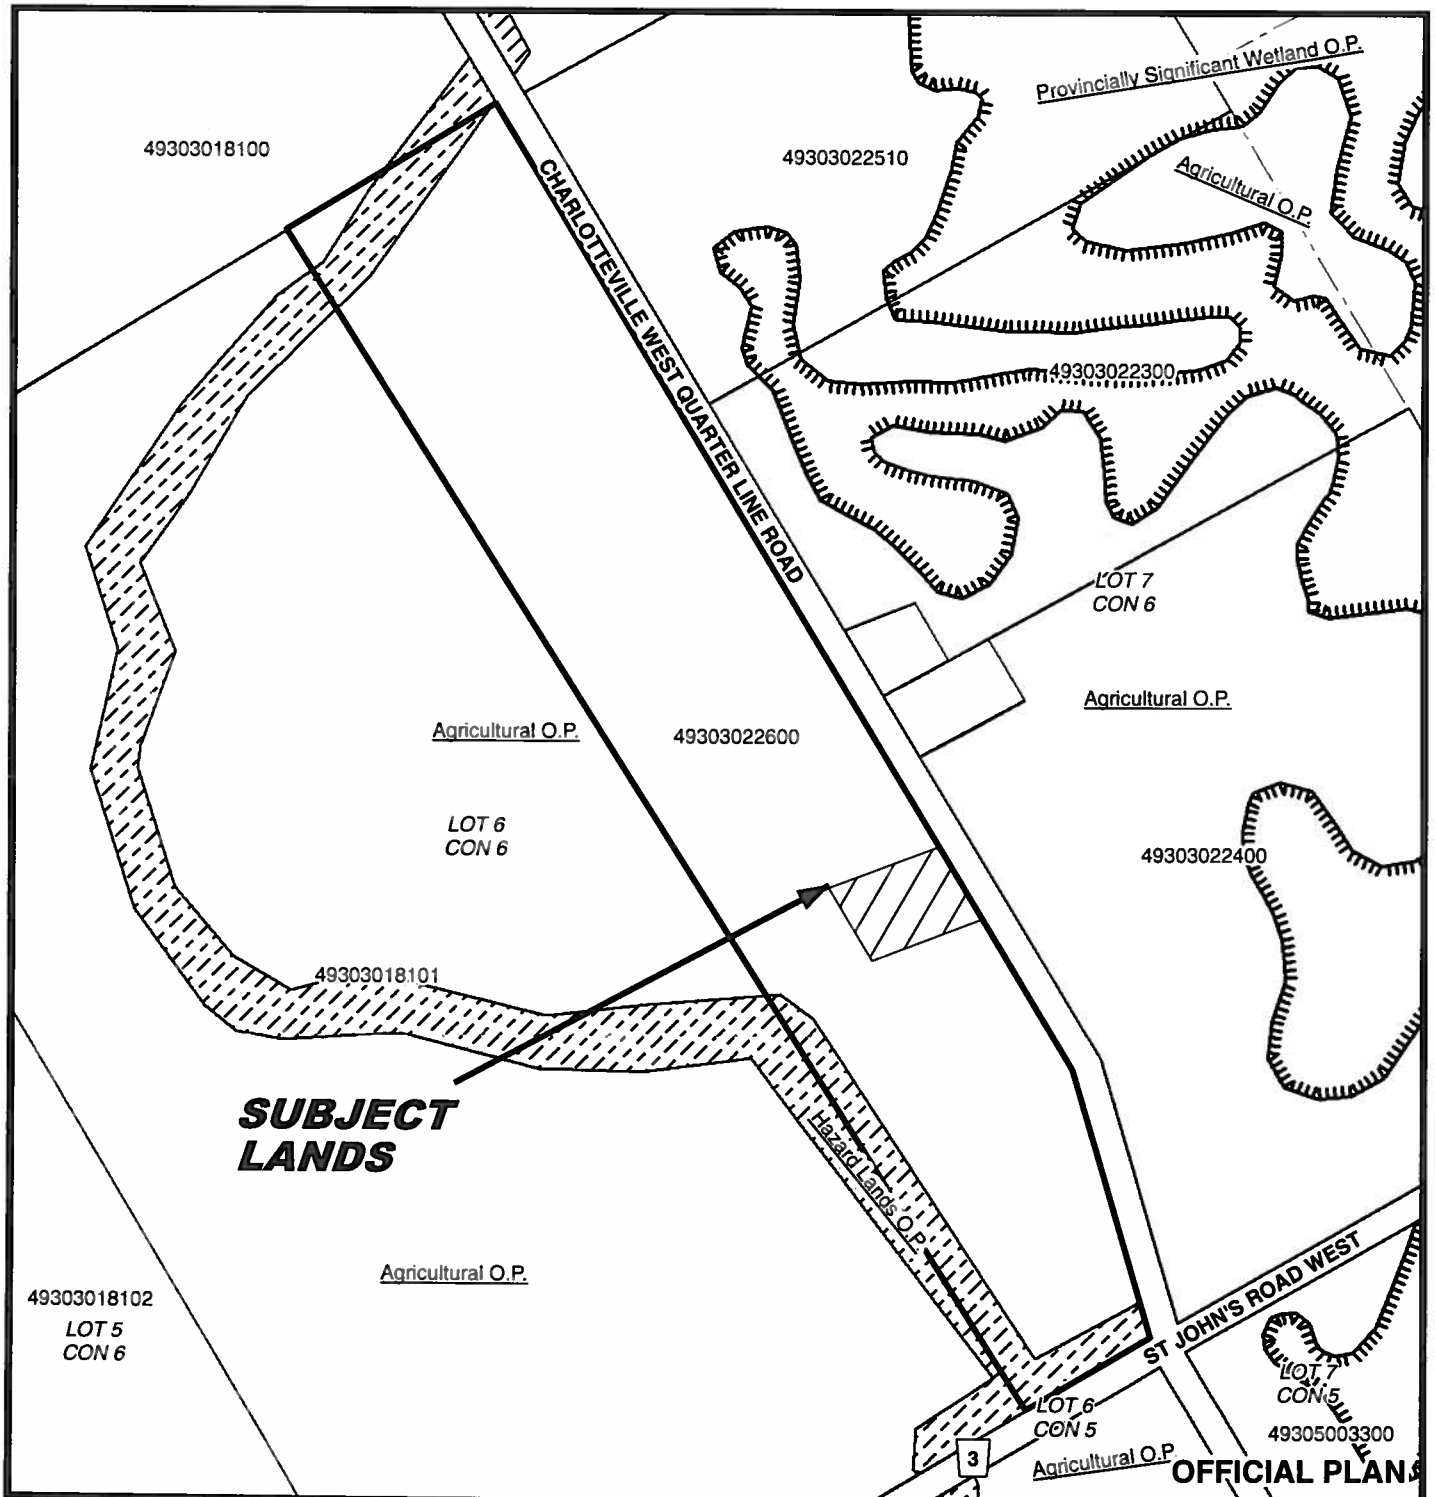 Provincially Significant Wetland O.P.
49303018100
49303022510
Agricultural O.P.
CHARLOTTEVILLE WEST QUARTER LINE ROAD
49303022300
LOT 7
CON 6
Agricultural O.P.
Agricultural O.P.
49303022600
LOT 6
CON 6
49303022400
49303018101
SUBJECT
LANDS
Hazard Lands O.P.
Agricultural O.P.
49303018102
LOT 5
CON 6
ST JOHN'S ROAD WEST
LOT 7
CON 5
LOT 6
CON 5
49305003300
3
Agricultural O.P.
OFFICIAL PLAN